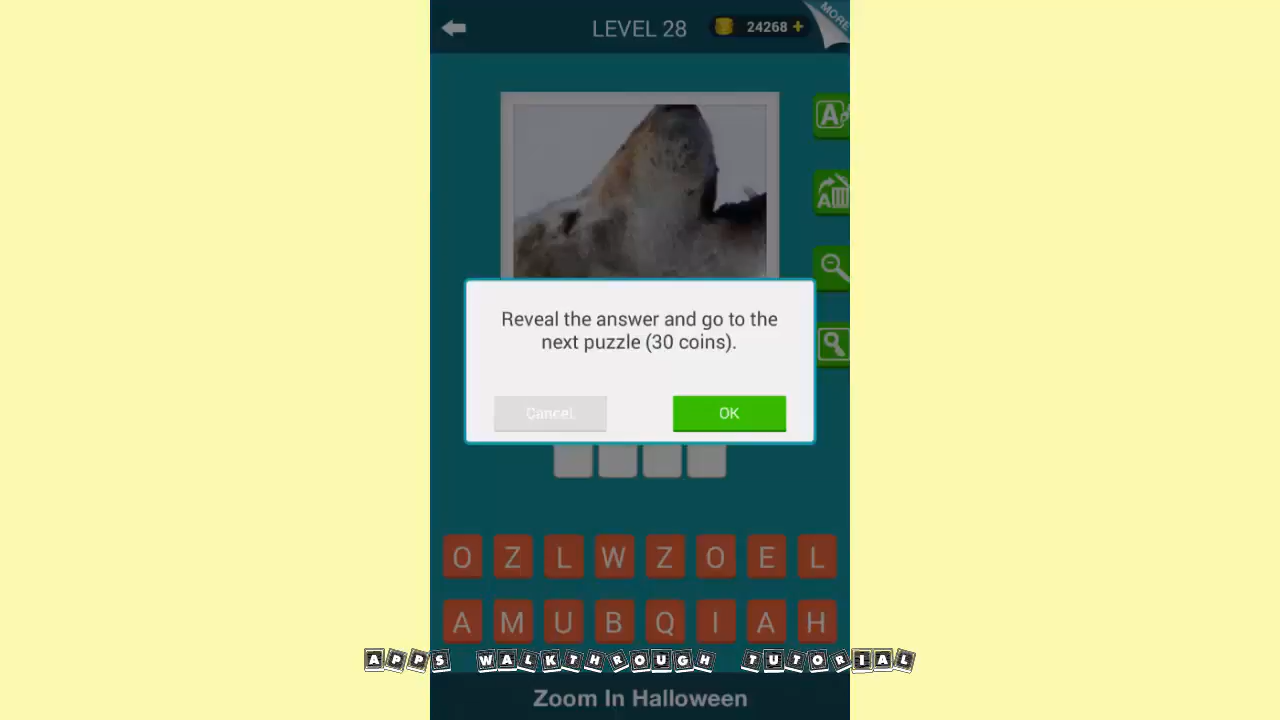 LEVEL 28
24268 +
MORE
A
A
Reveal the answer and go to the
next puzzle (30 coins).
Cancel
OK
O Z L W Z O E L
A M U B Q I A H
APPS WALKTHROUGH TUTORIAL
Zoom In Halloween